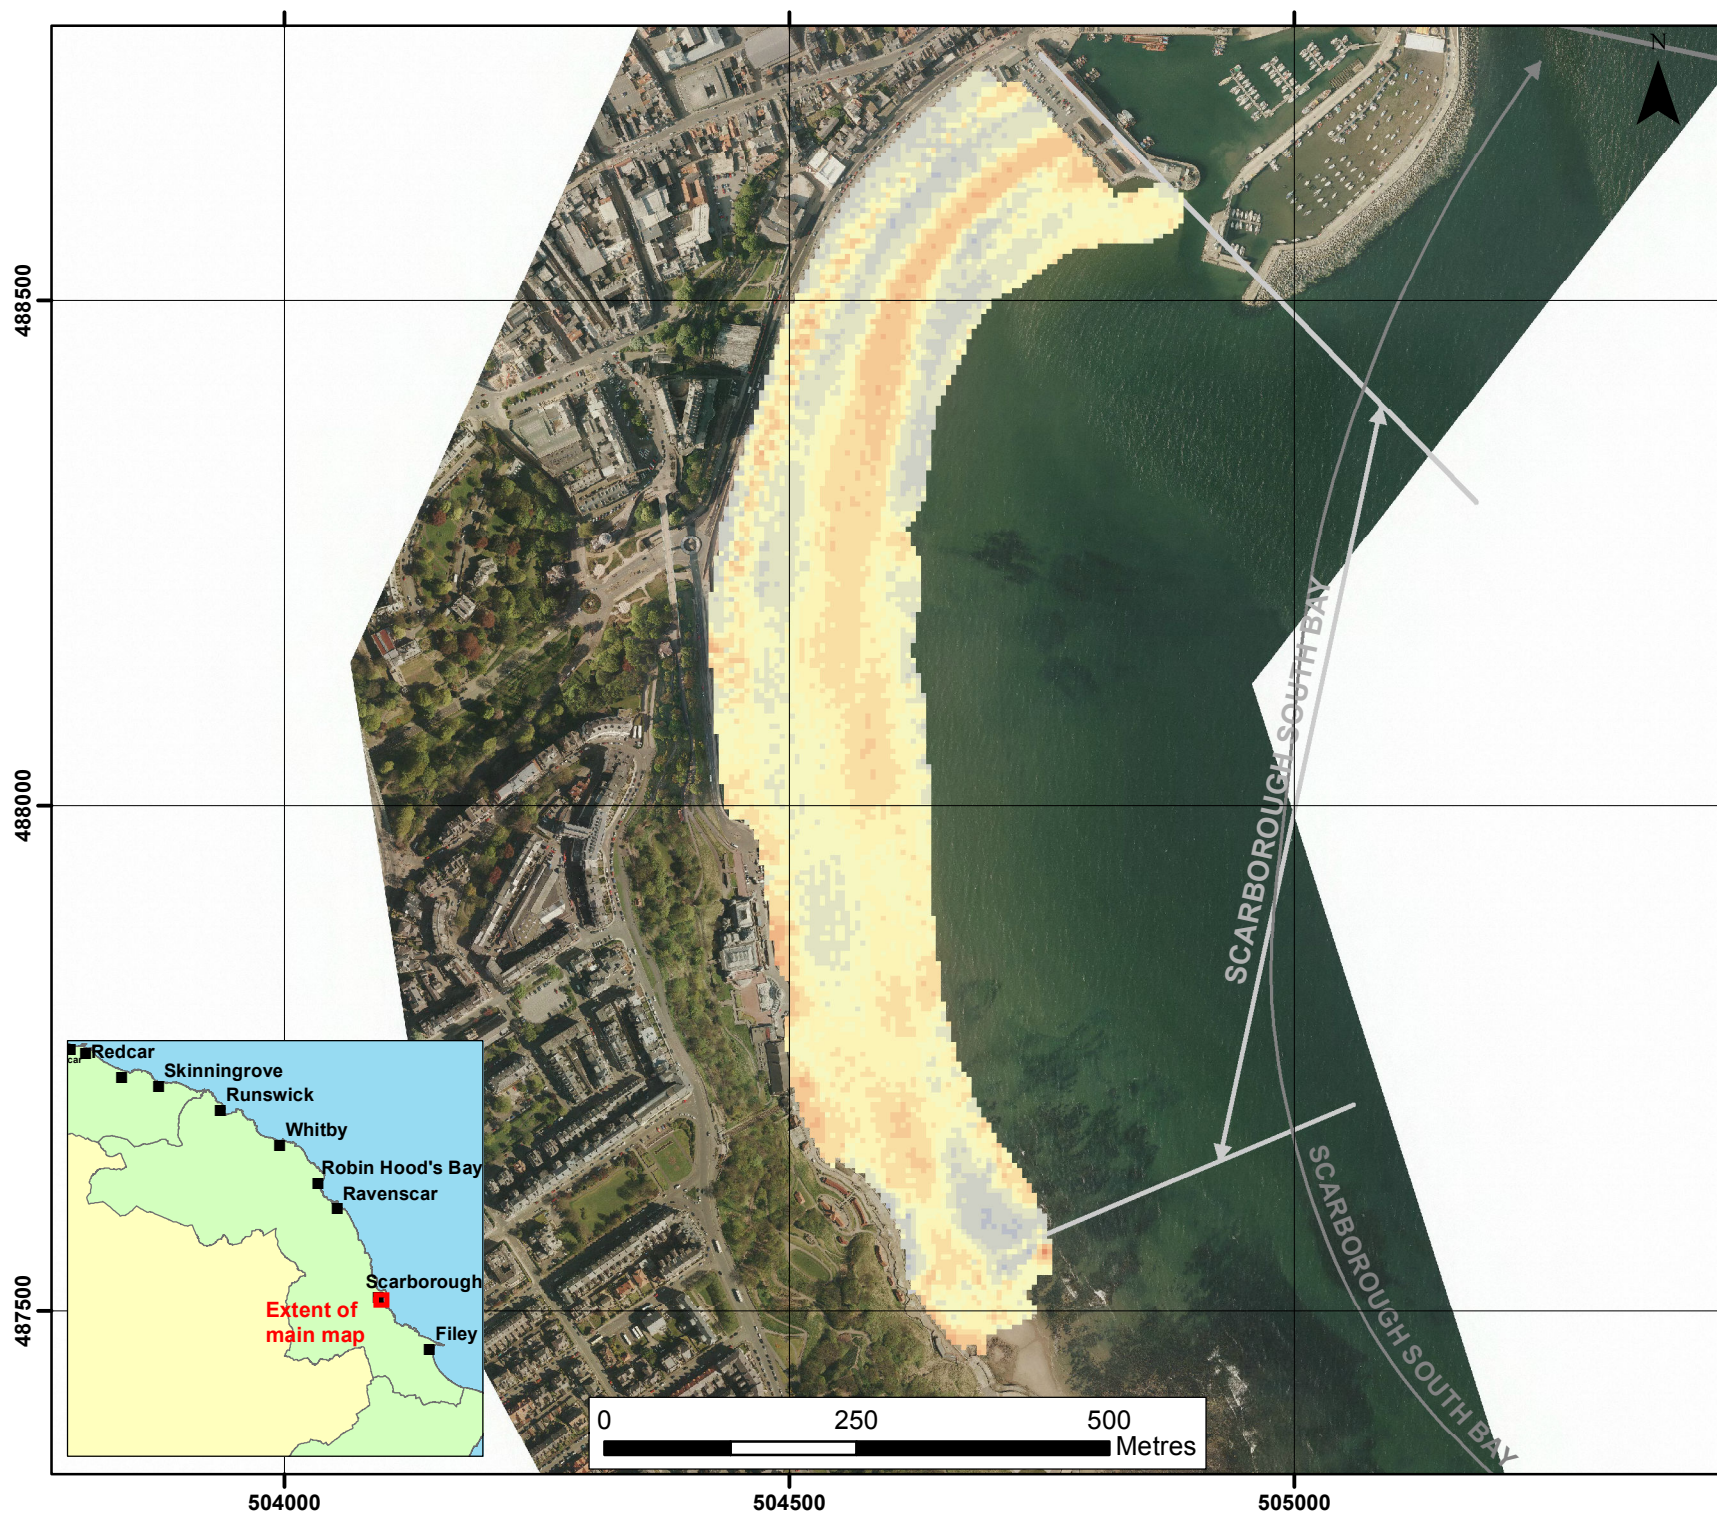 N
488500
488000
487500
SCARBOROUGH SOUTH BAY
SCARBOROUGH SOUTH BAY
car
Redcar
Skinningrove
Runswick
Whitby
Robin Hood's Bay
Ravenscar
Scarborough
Extent of
main map
Filey
0 250 500
Metres
504000 504500 505000